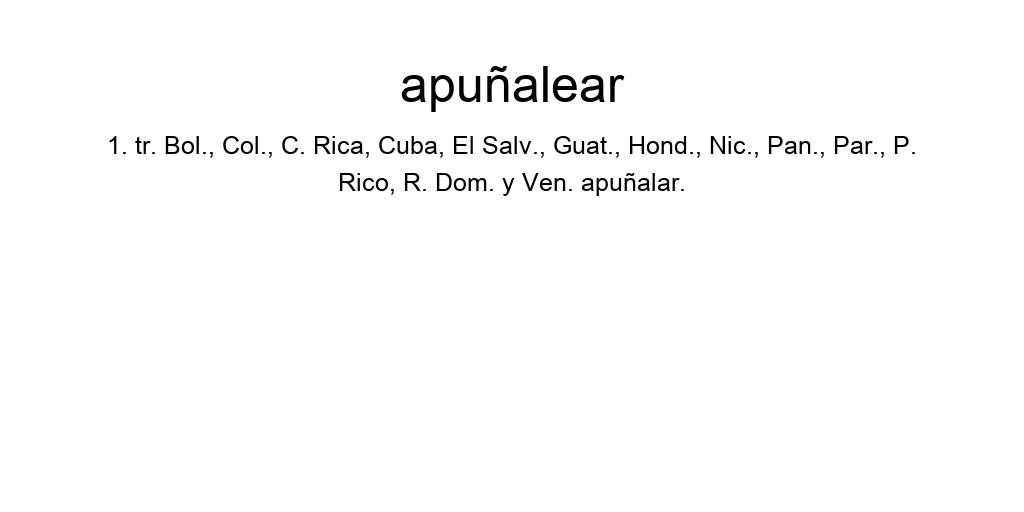 apuñalear
1. tr. Bol., Col., C. Rica, Cuba, El Salv., Guat., Hond., Nic., Pan., Par., P.
Rico, R. Dom. y Ven. apuñalar.